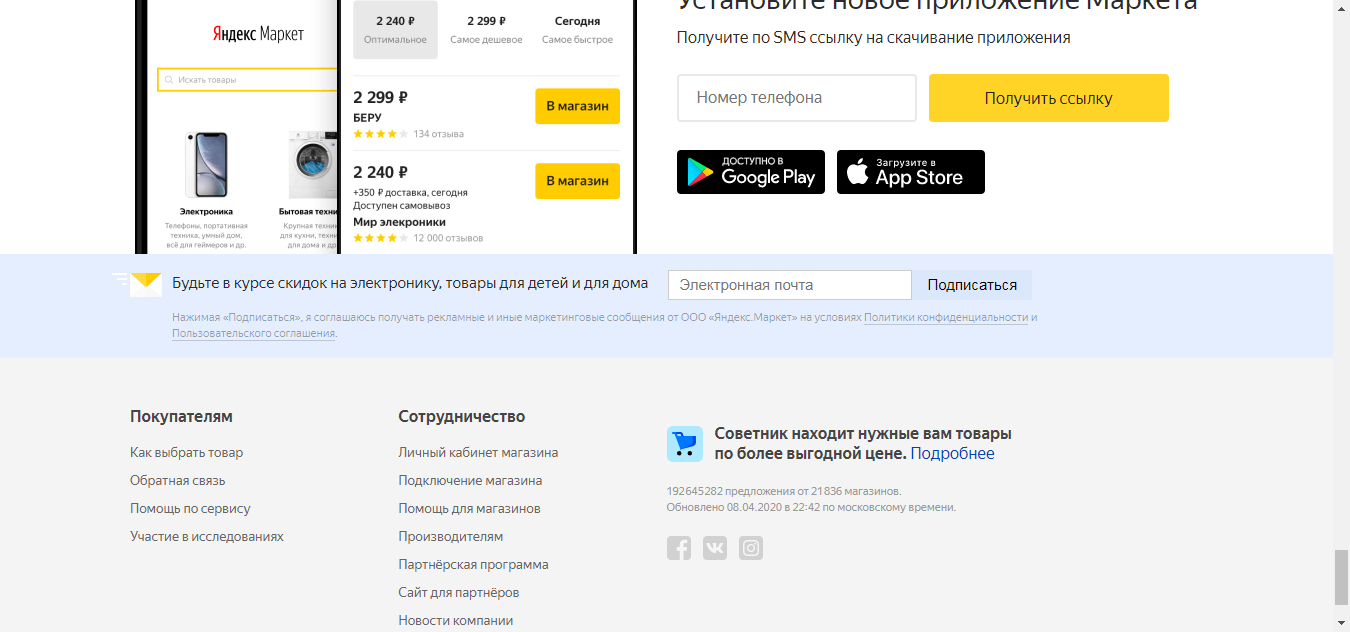 Установите новое приложение Маркета
Получите по SMS ссылку на скачивание приложения
Номер телефона
Получить ссылку
ДОСТУПНО В
Google Play
Загрузите в
App Store
Яндекс Маркет
Искать товары
Электроника
Телефоны, портативная
техника, умный дом,
всё для геймеров и др.
Бытовая техни
Крупная техник
для кухни, техни
для дома и др
2 240 ₽
Оптимальное
2 299 ₽
Самое дешевое
Сегодня
Самое быстрое
2 299 ₽
БЕРУ
134 отзыва
В магазин
2 240 ₽
+350 ₽ доставка, сегодня
Доступен самовывоз
Мир элекроники
12 000 отзывов
В магазин
Будьте в курсе скидок на электронику, товары для детей и для дома
Электронная почта
Подписаться
Нажимая «Подписаться», я соглашаюсь получать рекламные и иные маркетинговые сообщения от ООО «Яндекс.Маркет» на условиях Политики конфиденциальности и
Пользовательского соглашения.
Покупателям
Как выбрать товар
Обратная связь
Помощь по сервису
Участие в исследованиях
Сотрудничество
Личный кабинет магазина
Подключение магазина
Помощь для магазинов
Производителям
Партнёрская программа
Сайт для партнёров
Новости компании
Советник находит нужные вам товары
по более выгодной цене. Подробнее
192645282 предложения от 21836 магазинов.
Обновлено 08.04.2020 в 22:42 по московскому времени.